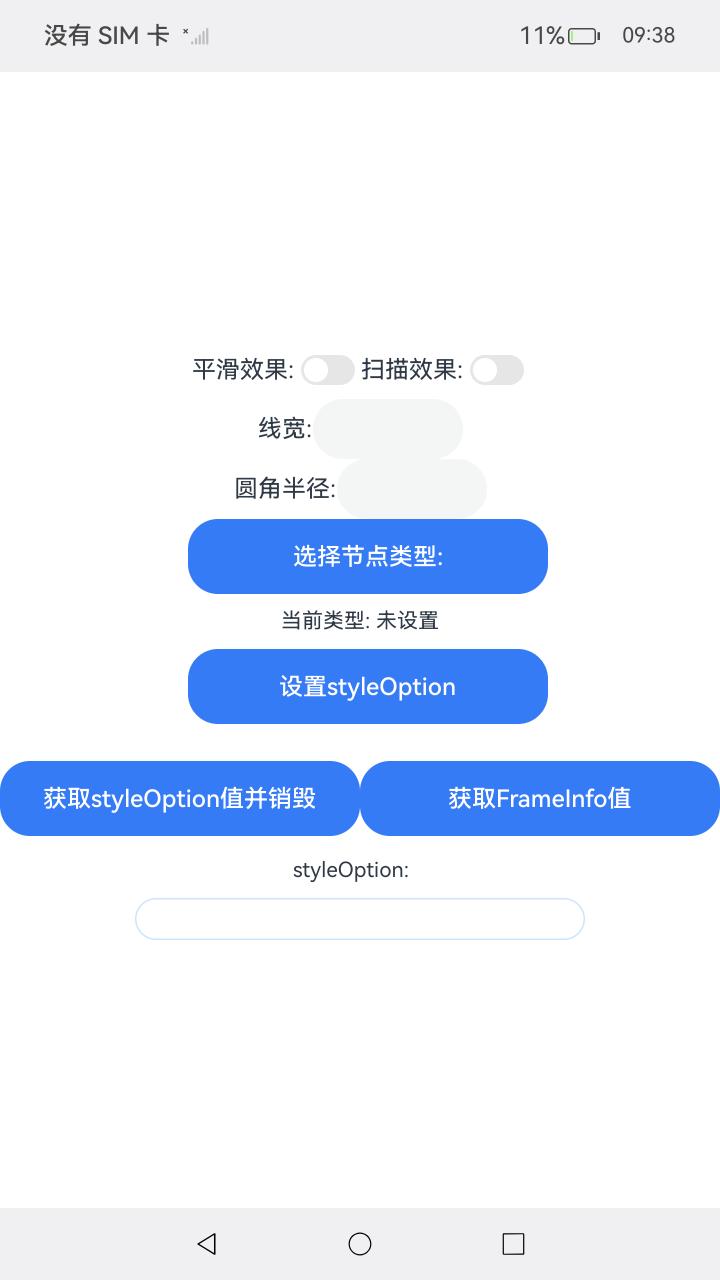 没有 SIM 卡 11% 09:38
平滑效果: 扫描效果:
线宽:
圆角半径:
选择节点类型:
当前类型: 未设置
设置styleOption
获取styleOption值并销毁 获取FrameInfo值
styleOption: